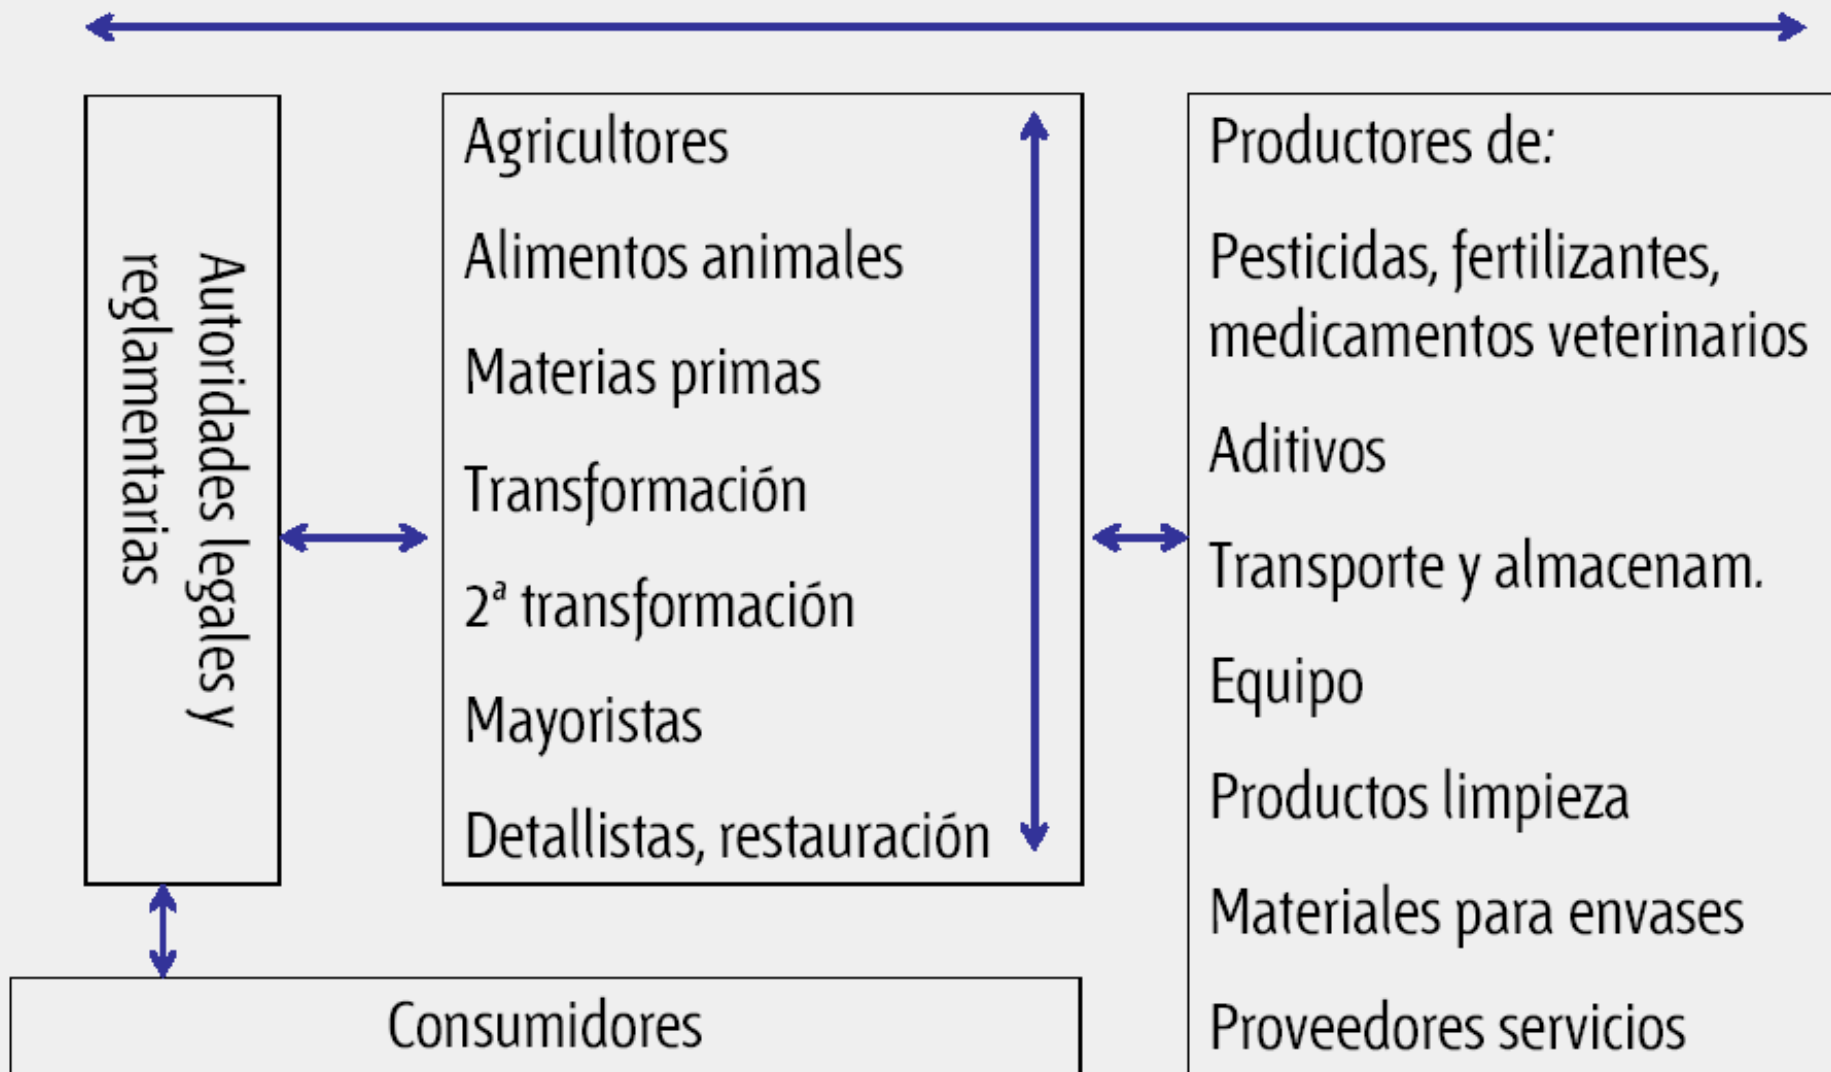 Autoridades legales y
reglamentarias
Agricultores
Alimentos animales
Materias primas
Transformación
2ª transformación
Mayoristas
Detallistas, restauración
Productores de:
Pesticidas, fertilizantes,
medicamentos veterinarios
Aditivos
Transporte y almacenam.
Equipo
Productos limpieza
Materiales para envases
Proveedores servicios
Consumidores